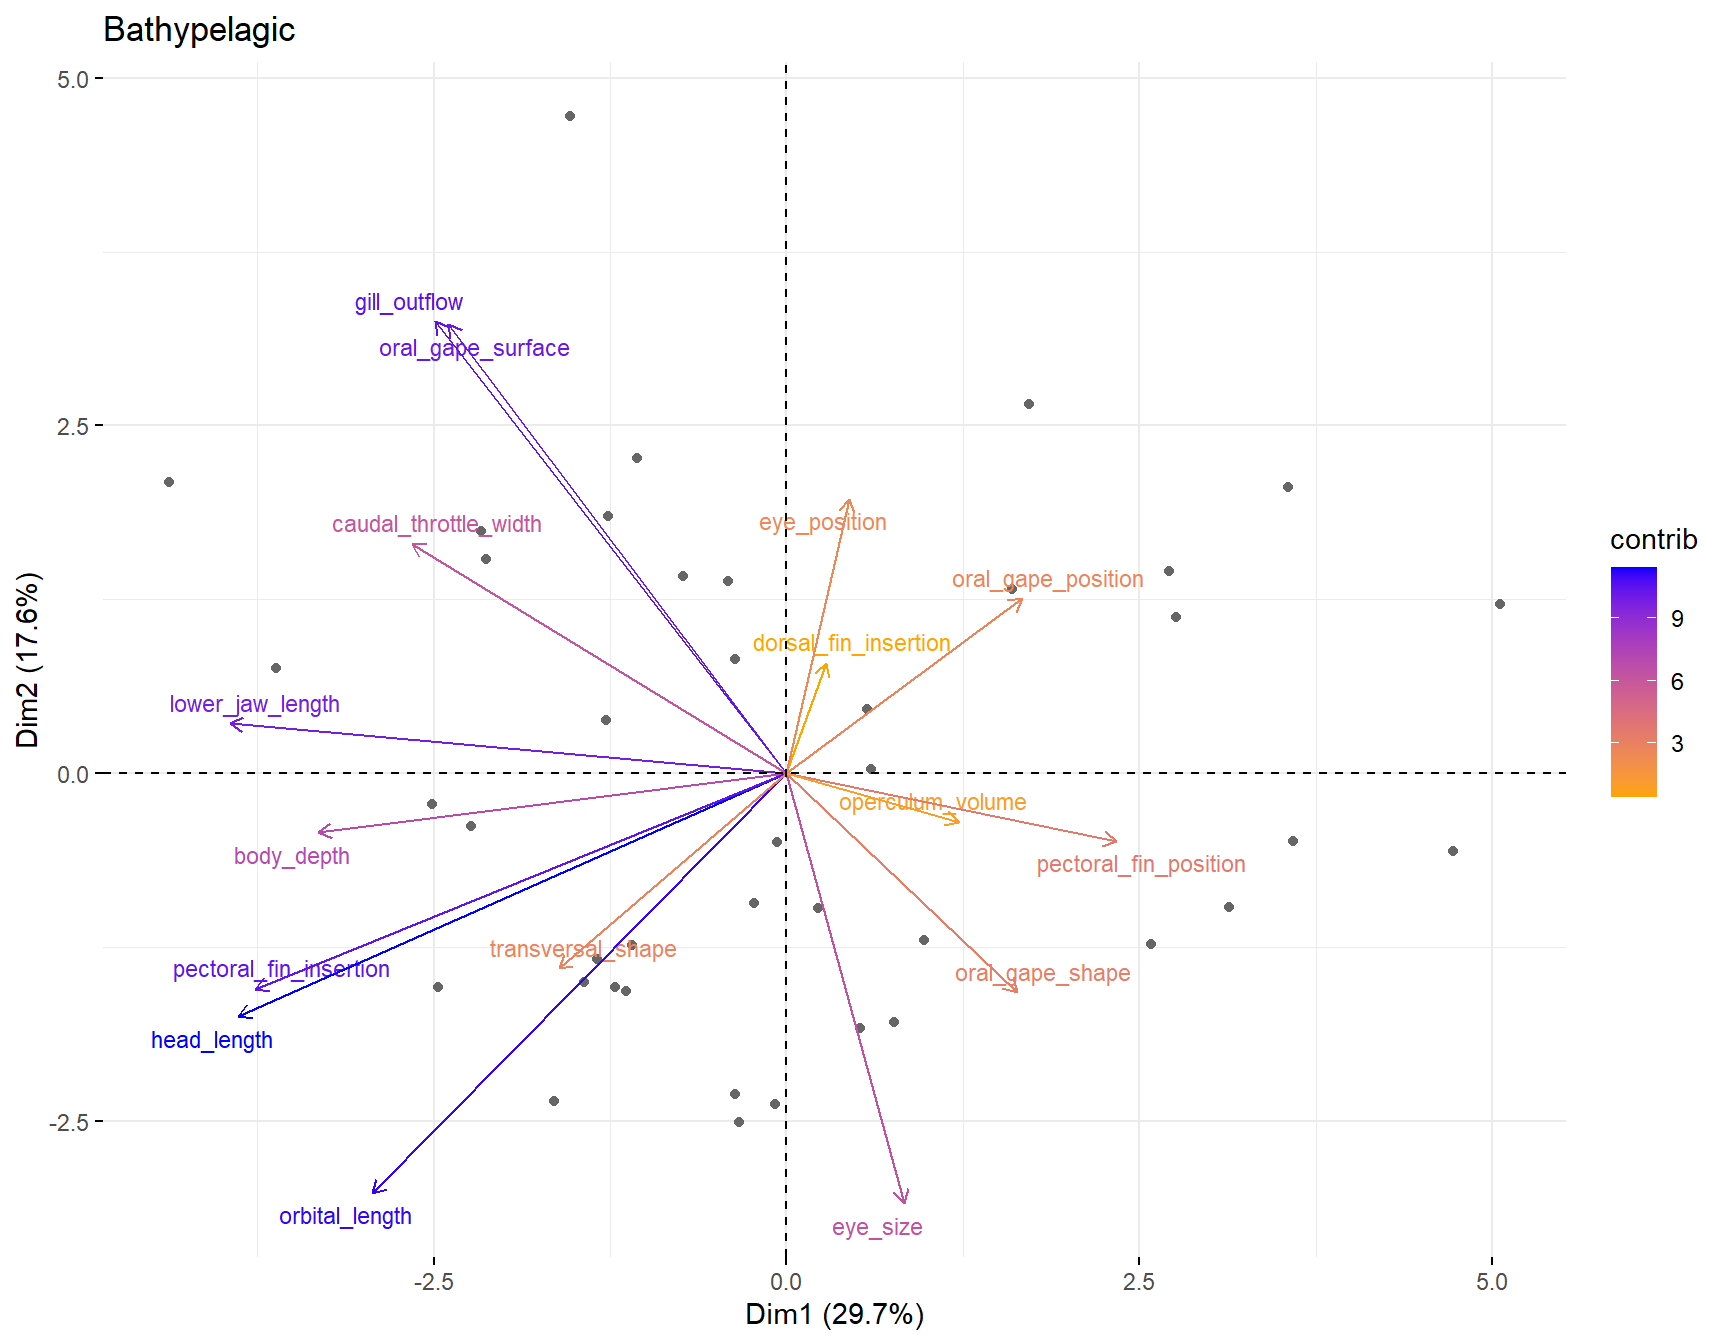 Bathypelagic
5.0
gill_outflow
oral_gape_surface
2.5
caudal_throttle_width
eye_position
oral_gape_position
dorsal_fin_insertion
lower_jaw_length
0.0
operculum_volume
body_depth
pectoral_fin_position
transversal_shape
pectoral_fin_insertion
oral_gape_shape
head_length
-2.5
orbital_length
eye_size
-2.5
0.0
2.5
5.0
Dim1 (29.7%)
Dim2 (17.6%)
contrib
9
6
3